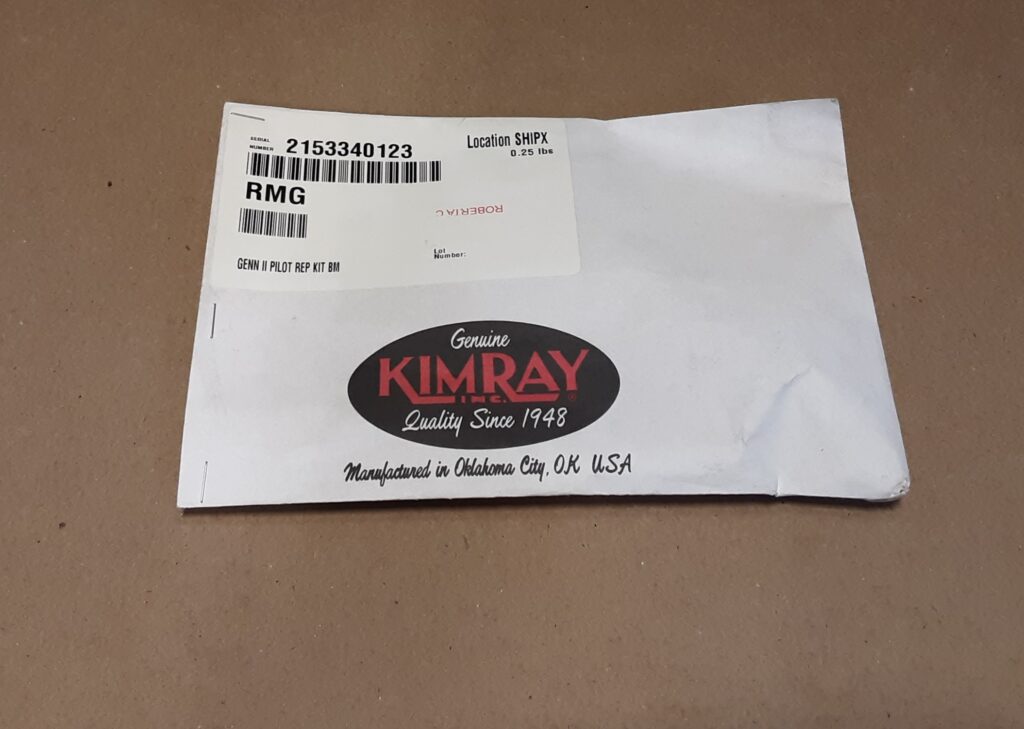 SERIAL NUMBER 2153340123
Location SHIPX
0.25 lbs
RMG
ROBERTA C
Lot Number:
GENN II PILOT REP KIT BM
Genuine
KIMRAY
INC. ®
Quality Since 1948
Manufactured in Oklahoma City, OK USA